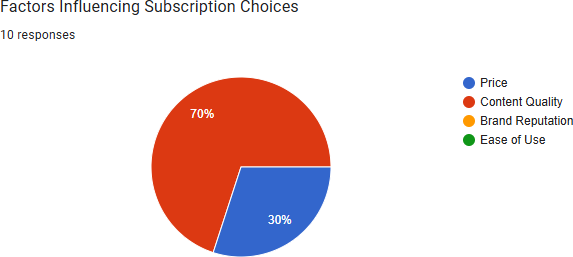 Factors Influencing Subscription Choices
10 responses
70%
30%
Price
Content Quality
Brand Reputation
Ease of Use